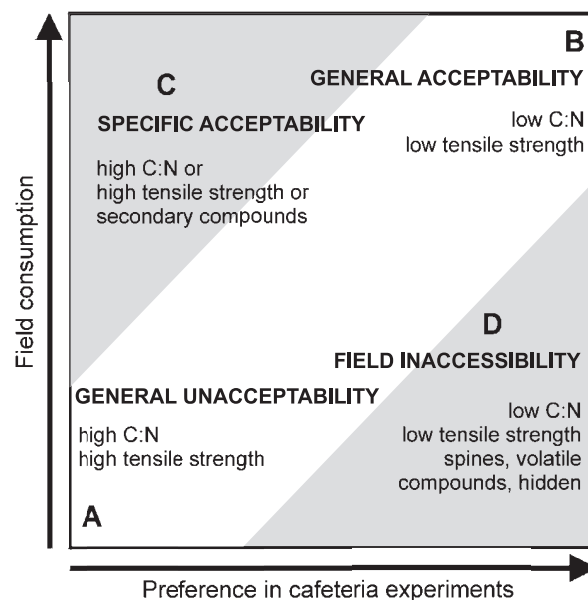 Field consumption
C
SPECIFIC ACCEPTABILITY
high C:N or
high tensile strength or
secondary compounds
B
GENERAL ACCEPTABILITY
low C:N
low tensile strength
GENERAL UNACCEPTABILITY
high C:N
high tensile strength
A
D
FIELD INACCESSIBILITY
low C:N
low tensile strength
spines, volatile
compounds, hidden
Preference in cafeteria experiments